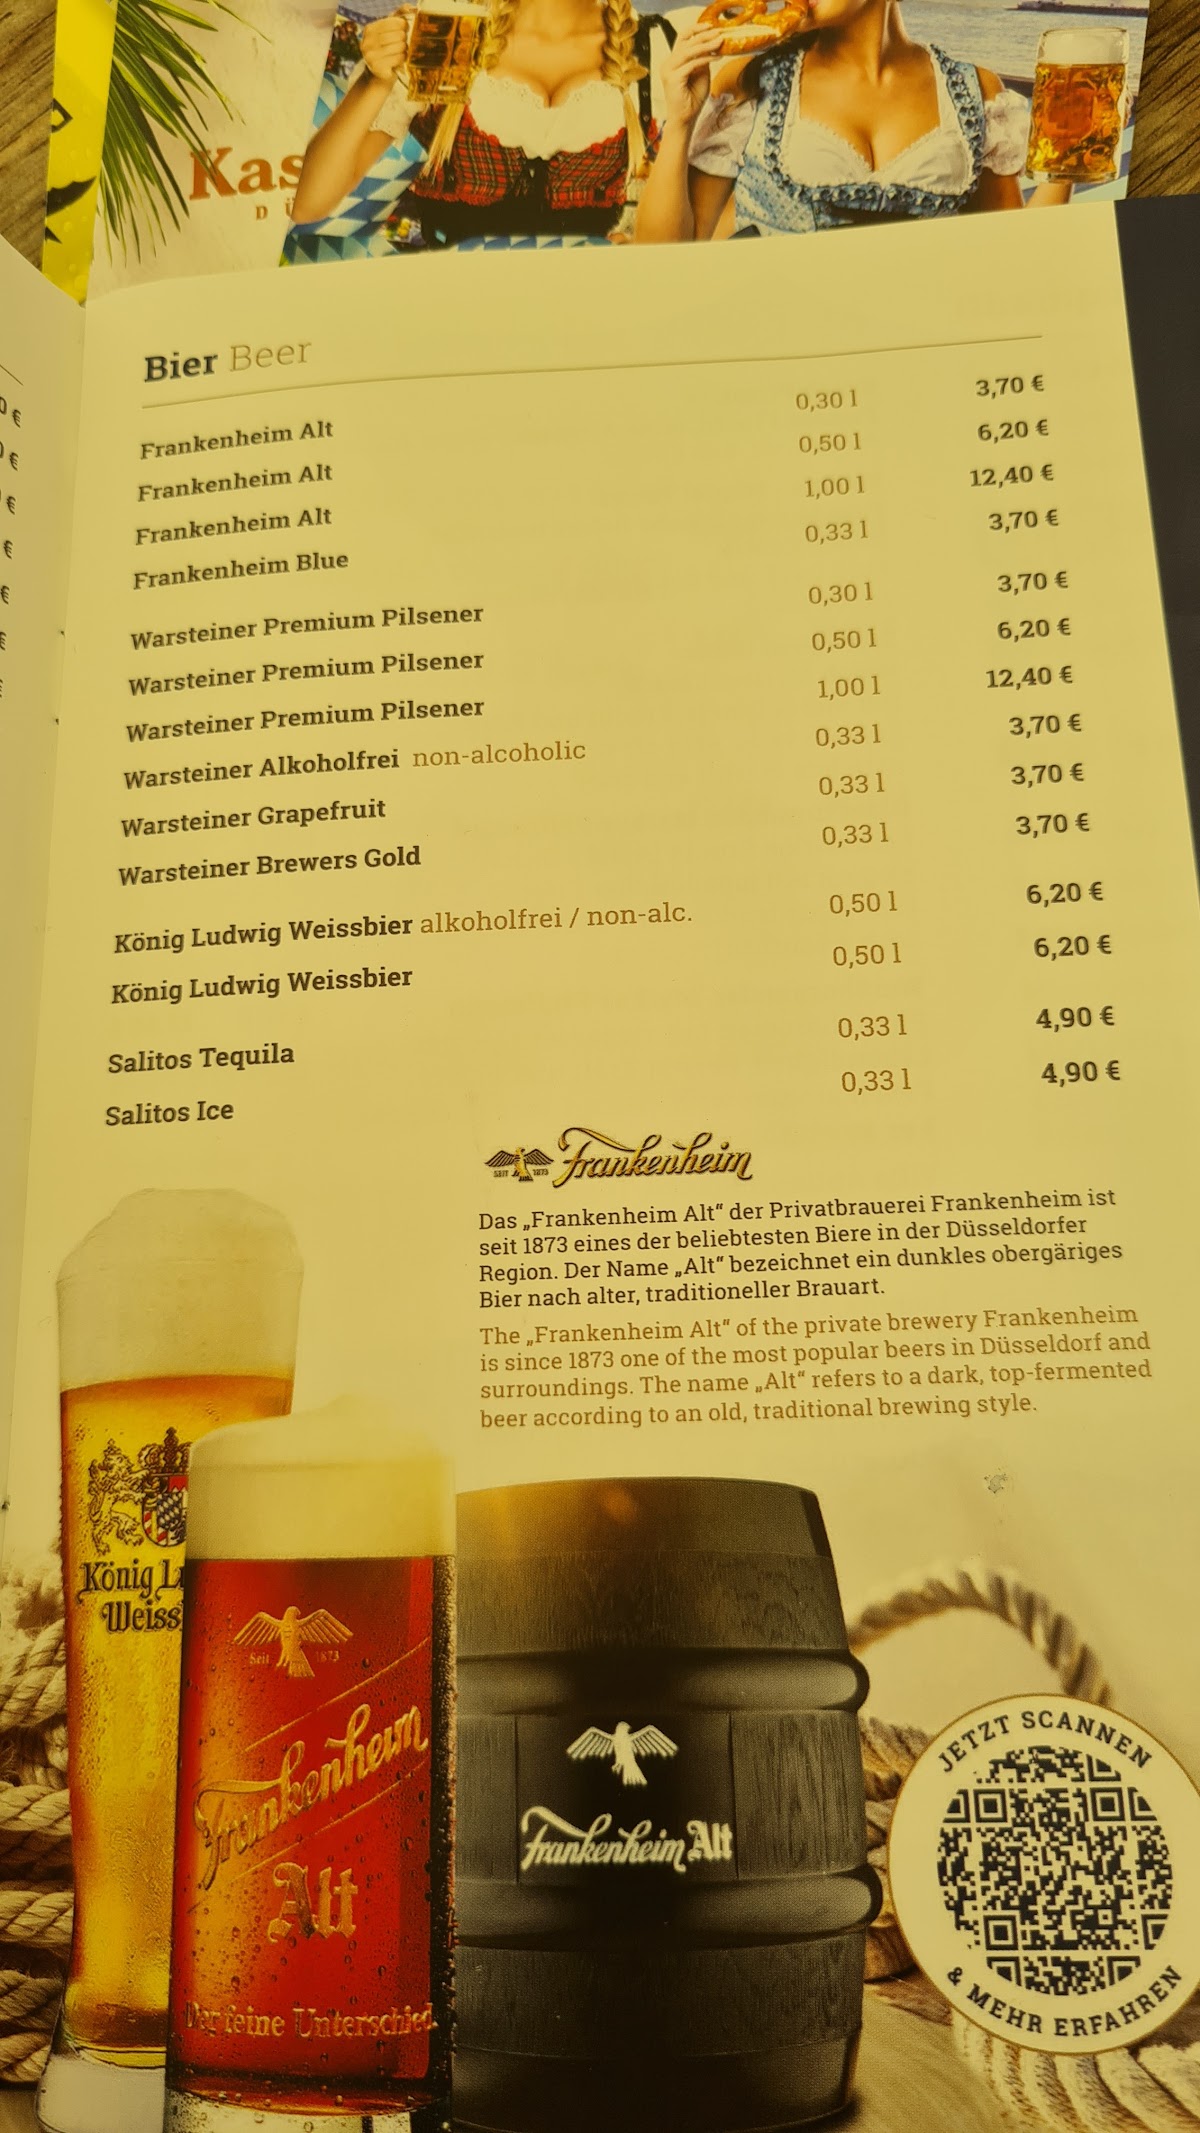 Kas
DÜ
Bier Beer
Frankenheim Alt 0,30 l 3,70 €
Frankenheim Alt 0,50 l 6,20 €
Frankenheim Alt 1,00 l 12,40 €
Frankenheim Blue 0,33 l 3,70 €
Warsteiner Premium Pilsener 0,30 l 3,70 €
Warsteiner Premium Pilsener 0,50 l 6,20 €
Warsteiner Premium Pilsener 1,00 l 12,40 €
Warsteiner Alkoholfrei non-alcoholic 0,33 l 3,70 €
Warsteiner Grapefruit 0,33 l 3,70 €
Warsteiner Brewers Gold 0,33 l 3,70 €
König Ludwig Weissbier alkoholfrei / non-alc. 0,50 l 6,20 €
König Ludwig Weissbier 0,50 l 6,20 €
Salitos Tequila 0,33 l 4,90 €
Salitos Ice 0,33 l 4,90 €
SEIT 1873 Frankenheim
Das „Frankenheim Alt“ der Privatbrauerei Frankenheim ist
seit 1873 eines der beliebtesten Biere in der Düsseldorfer
Region. Der Name „Alt“ bezeichnet ein dunkles obergäriges
Bier nach alter, traditioneller Brauart.
The „Frankenheim Alt“ of the private brewery Frankenheim
is since 1873 one of the most popular beers in Düsseldorf and
surroundings. The name „Alt“ refers to a dark, top-fermented
beer according to an old, traditional brewing style.
König L
Weiss
Seit 1873
Frankenheim
Alt
Der feine Unterschied.
Frankenheim Alt
JETZT SCANNEN
& MEHR ERFAHREN